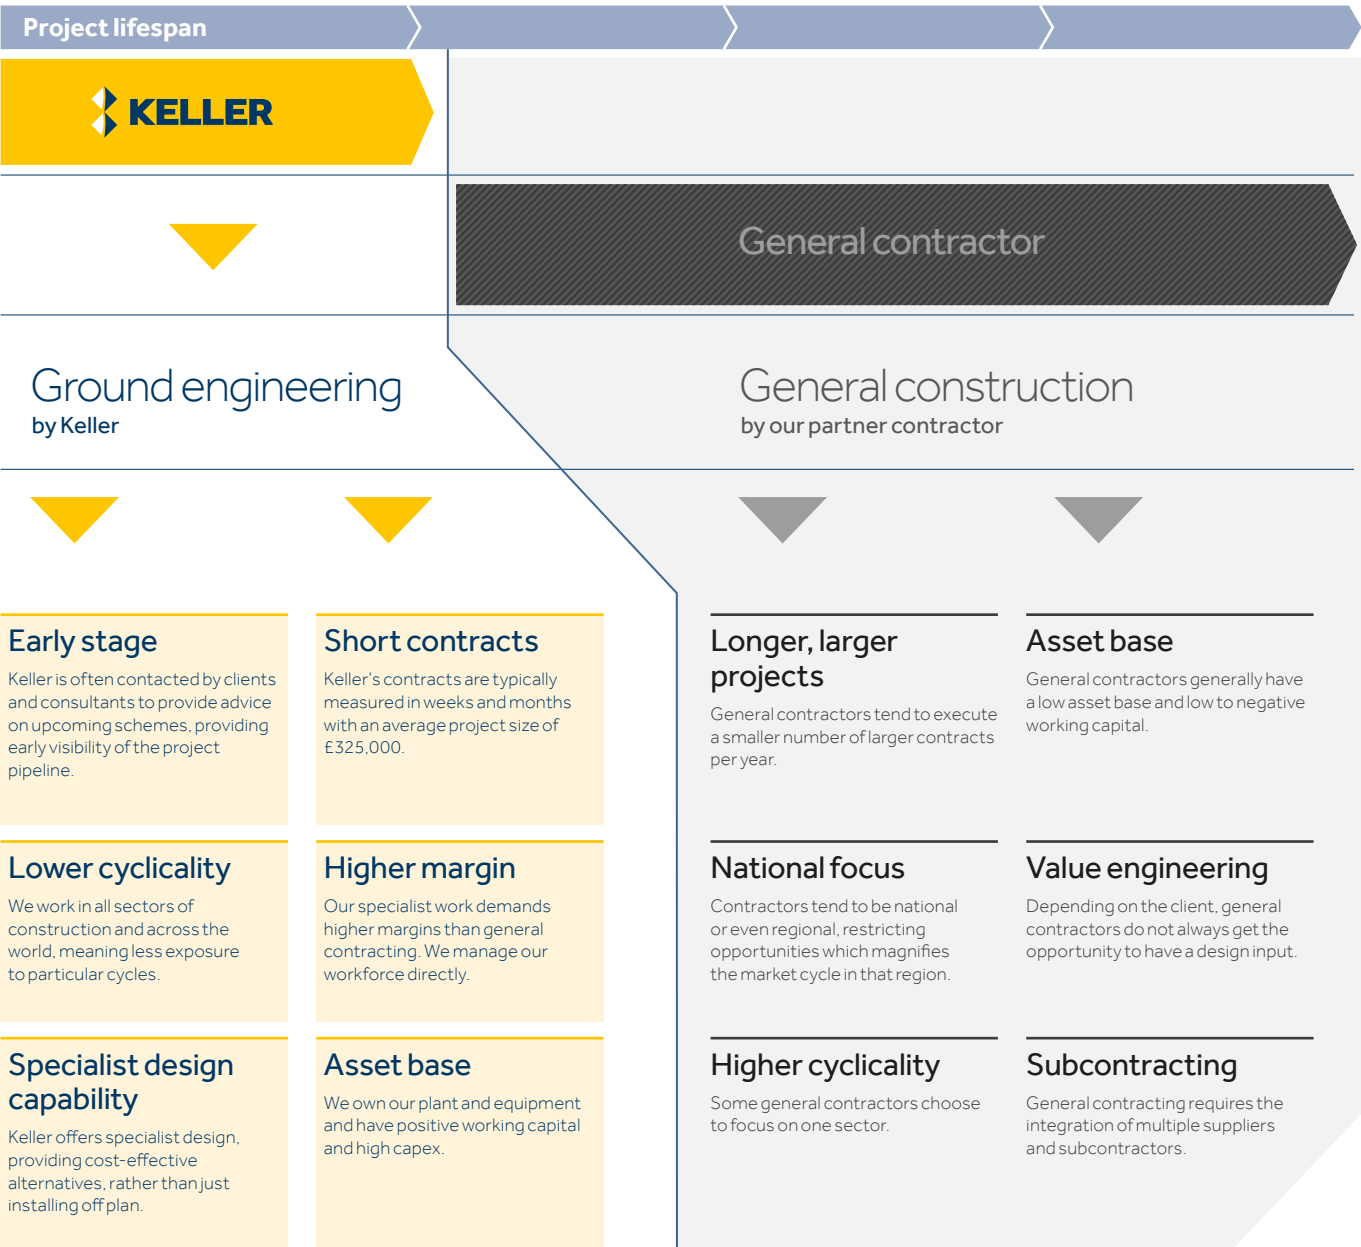 Project lifespan
KELLER
General contractor
Ground engineering
by Keller
General construction
by our partner contractor
Early stage
Keller is often contacted by clients
and consultants to provide advice
on upcoming schemes, providing
early visibility of the project
pipeline.
Short contracts
Keller’s contracts are typically
measured in weeks and months
with an average project size of
£325,000.
Longer, larger
projects
General contractors tend to execute
a smaller number of larger contracts
per year.
Asset base
General contractors generally have
a low asset base and low to negative
working capital.
Lower cyclicality
We work in all sectors of
construction and across the
world, meaning less exposure
to particular cycles.
Higher margin
Our specialist work demands
higher margins than general
contracting. We manage our
workforce directly.
National focus
Contractors tend to be national
or even regional, restricting
opportunities which magnifies
the market cycle in that region.
Value engineering
Depending on the client, general
contractors do not always get the
opportunity to have a design input.
Specialist design
capability
Keller offers specialist design,
providing cost-effective
alternatives, rather than just
installing off plan.
Asset base
We own our plant and equipment
and have positive working capital
and high capex.
Higher cyclicality
Some general contractors choose
to focus on one sector.
Subcontracting
General contracting requires the
integration of multiple suppliers
and subcontractors.